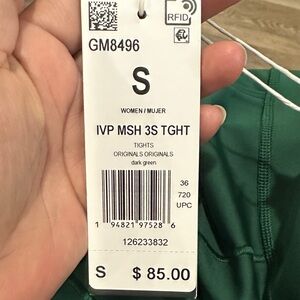 RFID
GM8496
S
WOMEN / MUJER
IVP MSH 3S TGHT
TIGHTS
ORIGINALS ORIGINALS
dark green
36
720
UPC
1 94821 97528 6
126233832
S $ 85.00